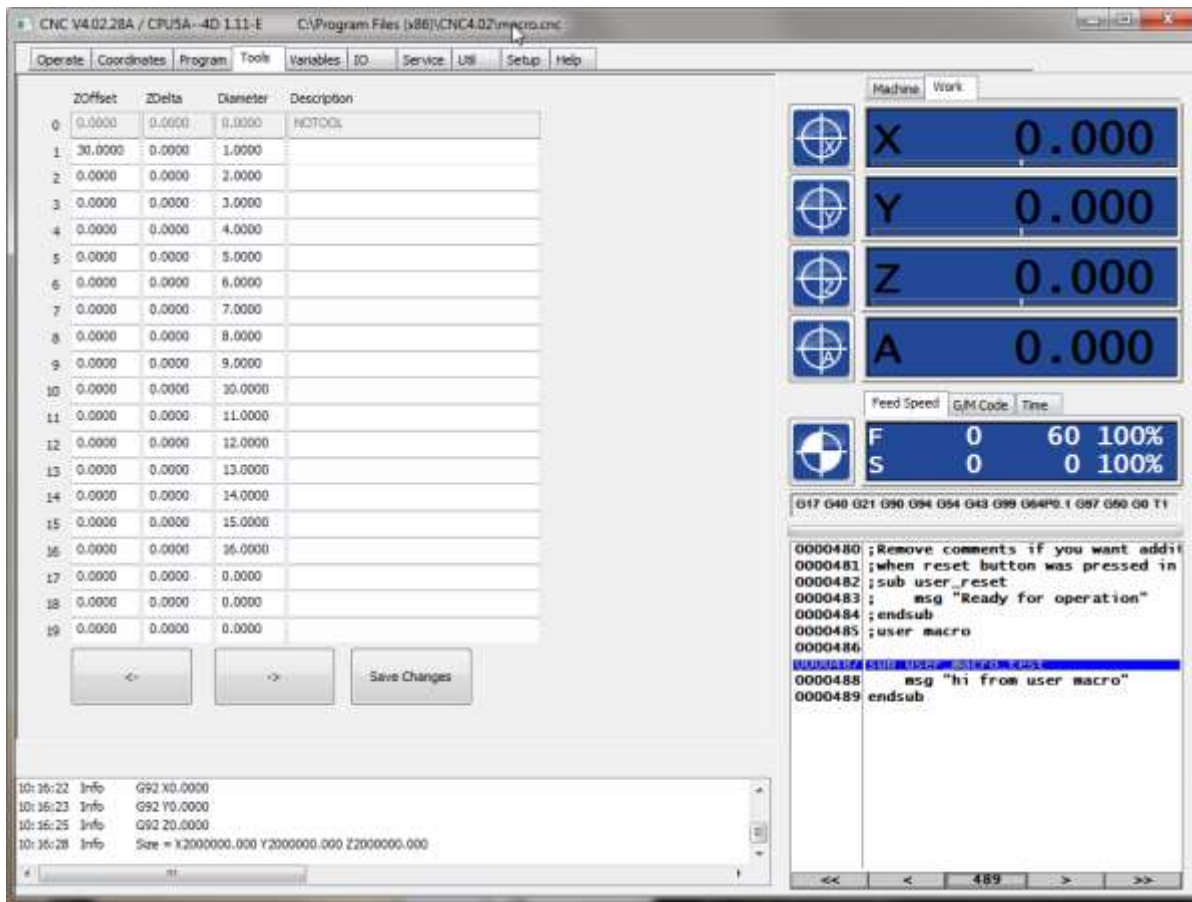 CNC V4.02.28A / CPU5A--4D 1.11-E C:\Program Files (x86)\CNC4.02\macro.cnc
Operate Coordinates Program Tools Variables IO Service Util Setup Help
ZOffset ZDelta Diameter Description
0 0.0000 0.0000 0.0000 NOTOOL
1 30.0000 0.0000 1.0000
2 0.0000 0.0000 2.0000
3 0.0000 0.0000 3.0000
4 0.0000 0.0000 4.0000
5 0.0000 0.0000 5.0000
6 0.0000 0.0000 6.0000
7 0.0000 0.0000 7.0000
8 0.0000 0.0000 8.0000
9 0.0000 0.0000 9.0000
10 0.0000 0.0000 10.0000
11 0.0000 0.0000 11.0000
12 0.0000 0.0000 12.0000
13 0.0000 0.0000 13.0000
14 0.0000 0.0000 14.0000
15 0.0000 0.0000 15.0000
16 0.0000 0.0000 16.0000
17 0.0000 0.0000 0.0000
18 0.0000 0.0000 0.0000
19 0.0000 0.0000 0.0000
<- -> Save Changes
10:16:22 Info G92 X0.0000
10:16:23 Info G92 Y0.0000
10:16:25 Info G92 Z0.0000
10:16:28 Info Size = X2000000.000 Y2000000.000 Z2000000.000
Machine Work
X X 0.000
Y Y 0.000
Z Z 0.000
A A 0.000
Feed Speed G/M Code Time
F 0 60 100%
S 0 0 100%
G17 G40 G21 G90 G94 G54 G43 G99 G64P0.1 G97 G50 G0 T1
0000480 ;Remove comments if you want addit
0000481 ;when reset button was pressed in
0000482 ;sub user_reset
0000483 ; msg "Ready for operation"
0000484 ;endsub
0000485 ;user macro
0000486
0000487 sub user_macro_test
0000488 msg "hi from user macro"
0000489 endsub
<< < 489 > >>